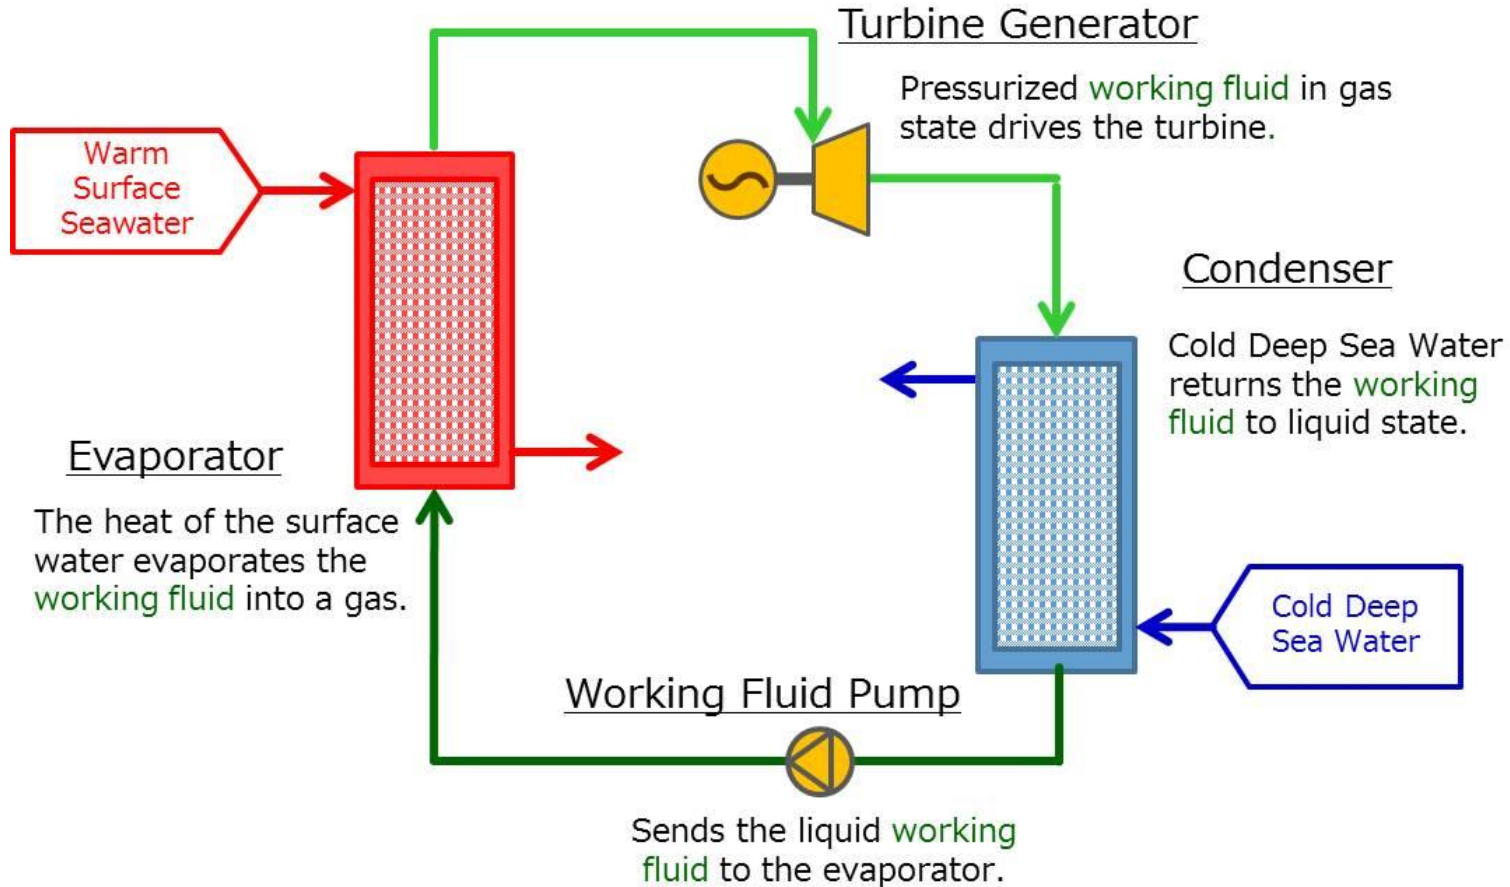 Turbine Generator
Pressurized working fluid in gas
state drives the turbine.
Warm
Surface
Seawater
Condenser
Cold Deep Sea Water
returns the working
fluid to liquid state.
Evaporator
The heat of the surface
water evaporates the
working fluid into a gas.
Cold Deep
Sea Water
Working Fluid Pump
Sends the liquid working
fluid to the evaporator.